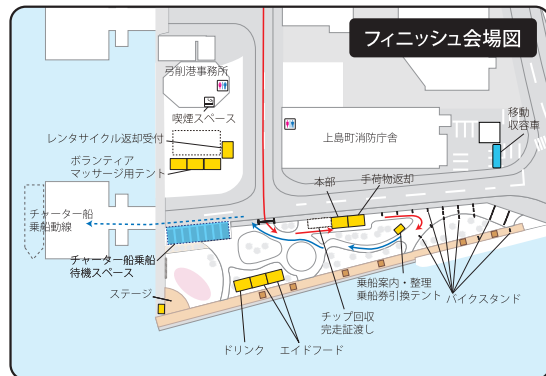 フィニッシュ会場図
弓削港事務所
喫煙スペース
レンタサイクル返却受付
ボランティア
マッサージ用テント
上島町消防庁舎
移動
収容車
本部
手荷物返却
チャーター船
乗船動線
チャーター船乗船
待機スペース
ステージ
乗船案内・整理
乗船券引換テント
バイクスタンド
チップ回収
完走証渡し
ドリンク
エイドフード